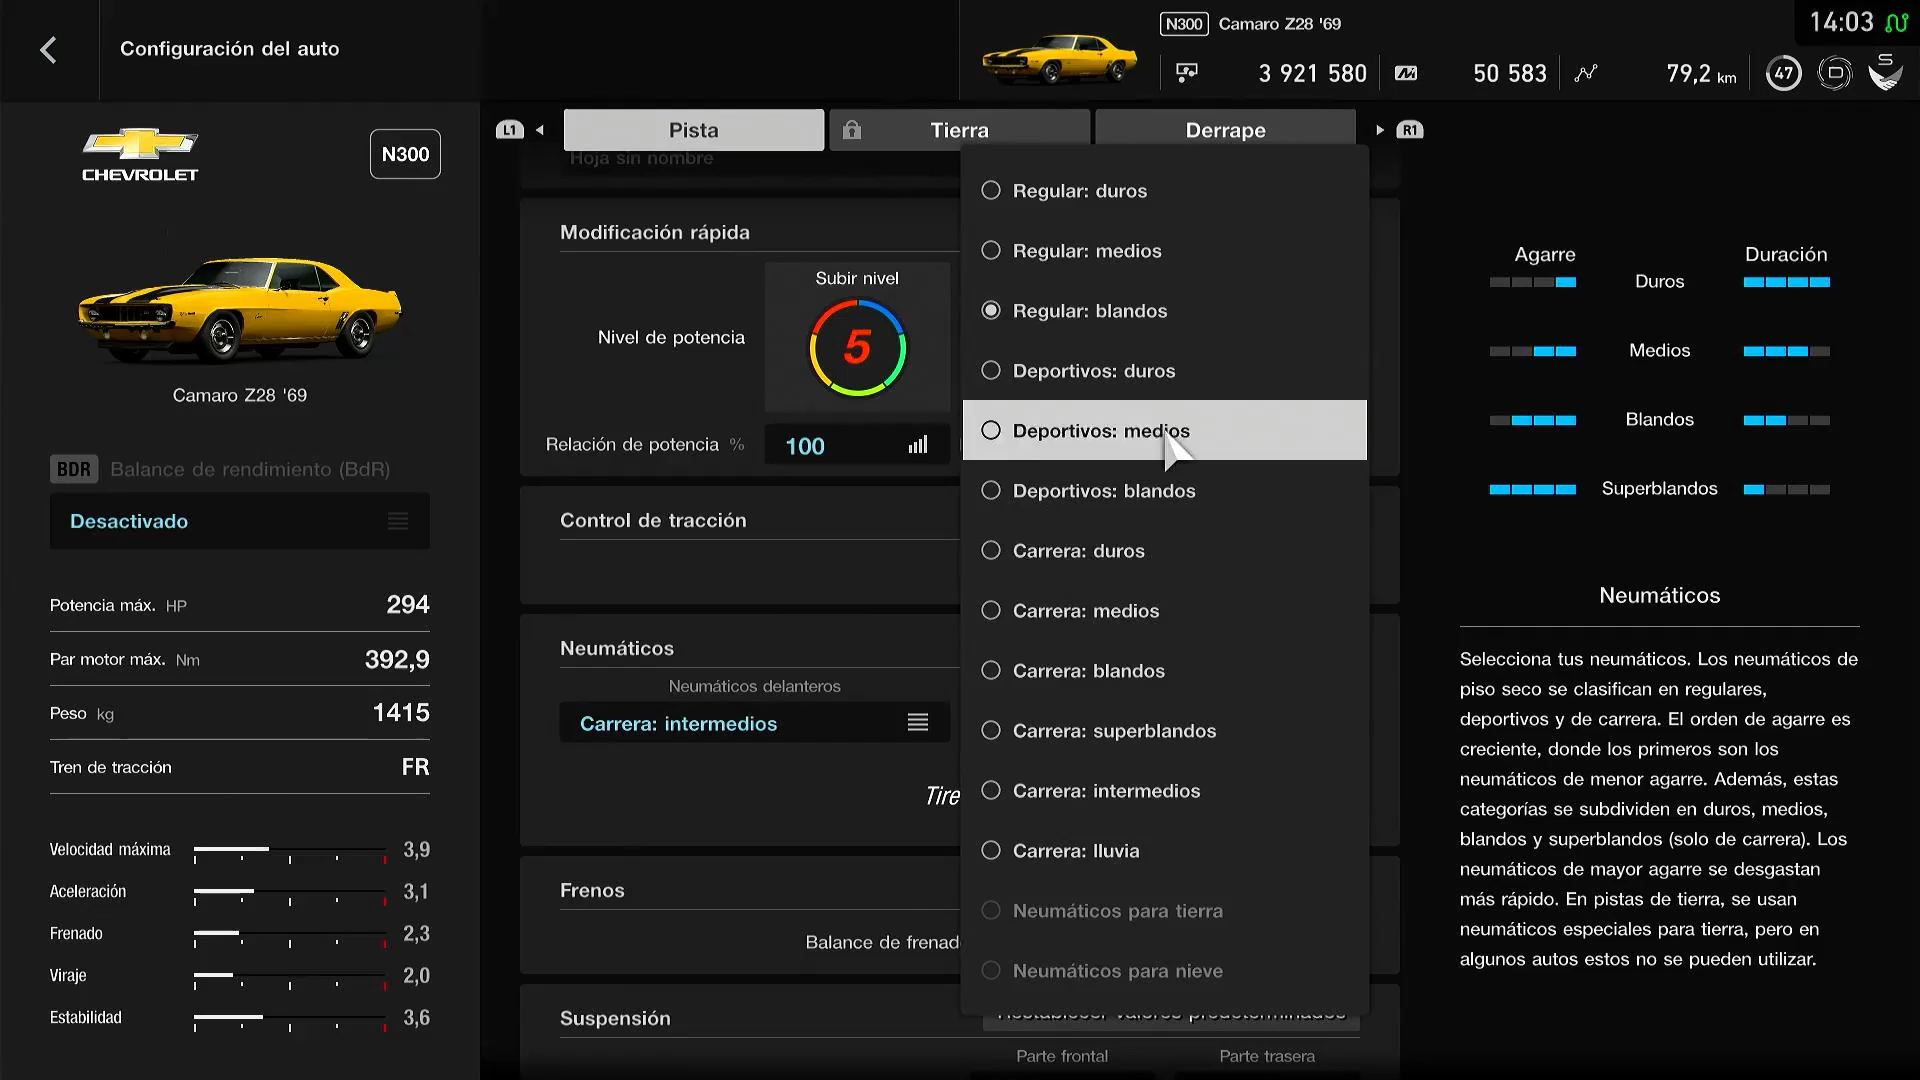 Configuración del auto
N300 Camaro Z28 '69
14:03
3 921 580
50 583
79,2 km
47
D
S
CHEVROLET
N300
Camaro Z28 '69
BDR Balance de rendimiento (BdR)
Desactivado
Potencia máx. HP 294
Par motor máx. Nm 392,9
Peso kg 1415
Tren de tracción FR
Velocidad máxima 3,9
Aceleración 3,1
Frenado 2,3
Viraje 2,0
Estabilidad 3,6
L1 Pista Tierra Derrape R1
Hoja sin nombre
Modificación rápida
Subir nivel
Nivel de potencia
5
Relación de potencia % 100
Control de tracción
Neumáticos
Neumáticos delanteros
Carrera: intermedios
Tire
Frenos
Balance de frenad
Suspensión
Restablecer valores predeterminados
Parte frontal Parte trasera
Regular: duros
Regular: medios
Regular: blandos
Deportivos: duros
Deportivos: medios
Deportivos: blandos
Carrera: duros
Carrera: medios
Carrera: blandos
Carrera: superblandos
Carrera: intermedios
Carrera: lluvia
Neumáticos para tierra
Neumáticos para nieve
Agarre Duración
Duros
Medios
Blandos
Superblandos
Neumáticos
Selecciona tus neumáticos. Los neumáticos de
piso seco se clasifican en regulares,
deportivos y de carrera. El orden de agarre es
creciente, donde los primeros son los
neumáticos de menor agarre. Además, estas
categorías se subdividen en duros, medios,
blandos y superblandos (solo de carrera). Los
neumáticos de mayor agarre se desgastan
más rápido. En pistas de tierra, se usan
neumáticos especiales para tierra, pero en
algunos autos estos no se pueden utilizar.